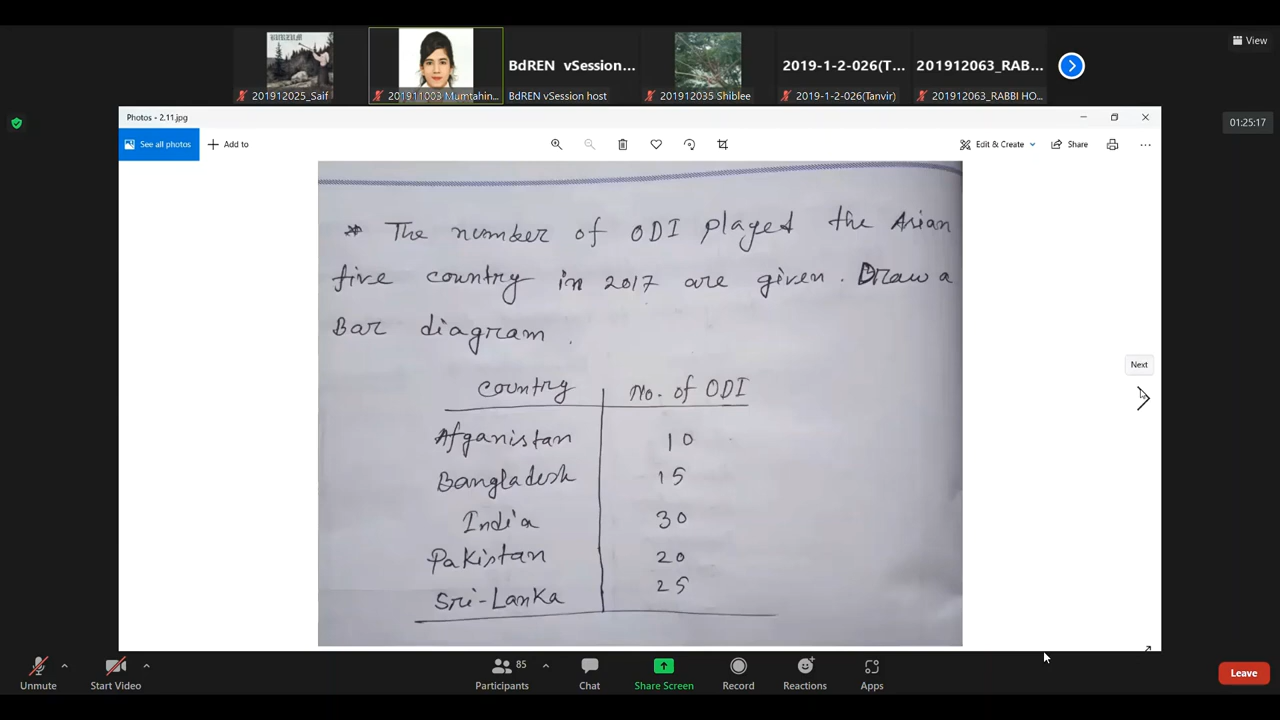 View
BURZUM
BdREN vSession...
2019-1-2-026(T...
201912063_RAB...
201912025_Saif
201911003 Mumtahin...
BdREN vSession host
201912035 Shiblee
2019-1-2-026(Tanvir)
201912063_RABBI HO...
01:25:17
Photos - 2.11.jpg
See all photos
Add to
Edit & Create
Share
* The number of ODI played the Asian
five country in 2017 are given. Draw a
Bar diagram.
Country No. of ODI
Afganistan 10
Bangladesh 15
India 30
Pakistan 20
Sri-Lanka 25
Next
Unmute
Start Video
85
Participants
Chat
Share Screen
Record
Reactions
Apps
Leave